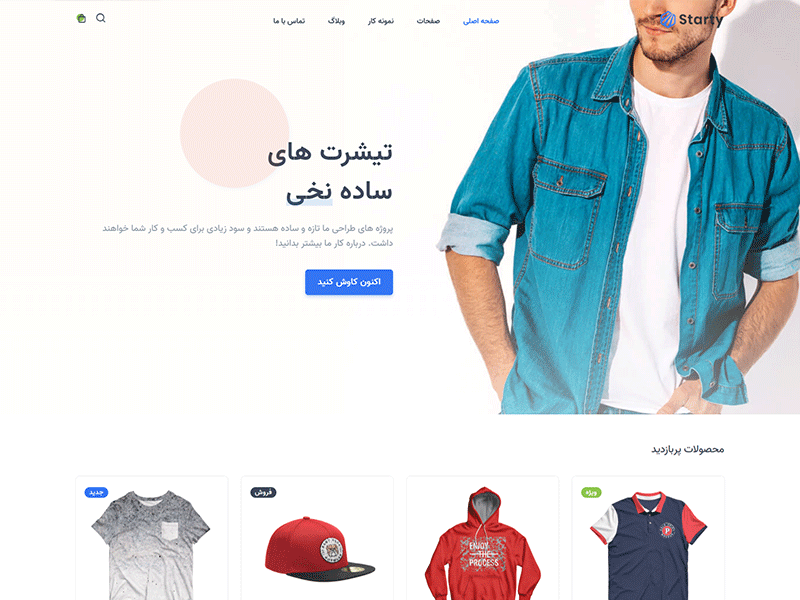 Starty
صفحه اصلی
صفحات
نمونه کار
وبلاگ
تماس با ما
تیشرت های
ساده نخی
پروژه های طراحی ما تازه و ساده هستند و سود زیادی برای کسب و کار شما خواهند
داشت. درباره کار ما بیشتر بدانید!
اکنون کاوش کنید
محصولات پربازدید
ویژه
فروش
جدید
P
ENJOY
THE
PROCESS